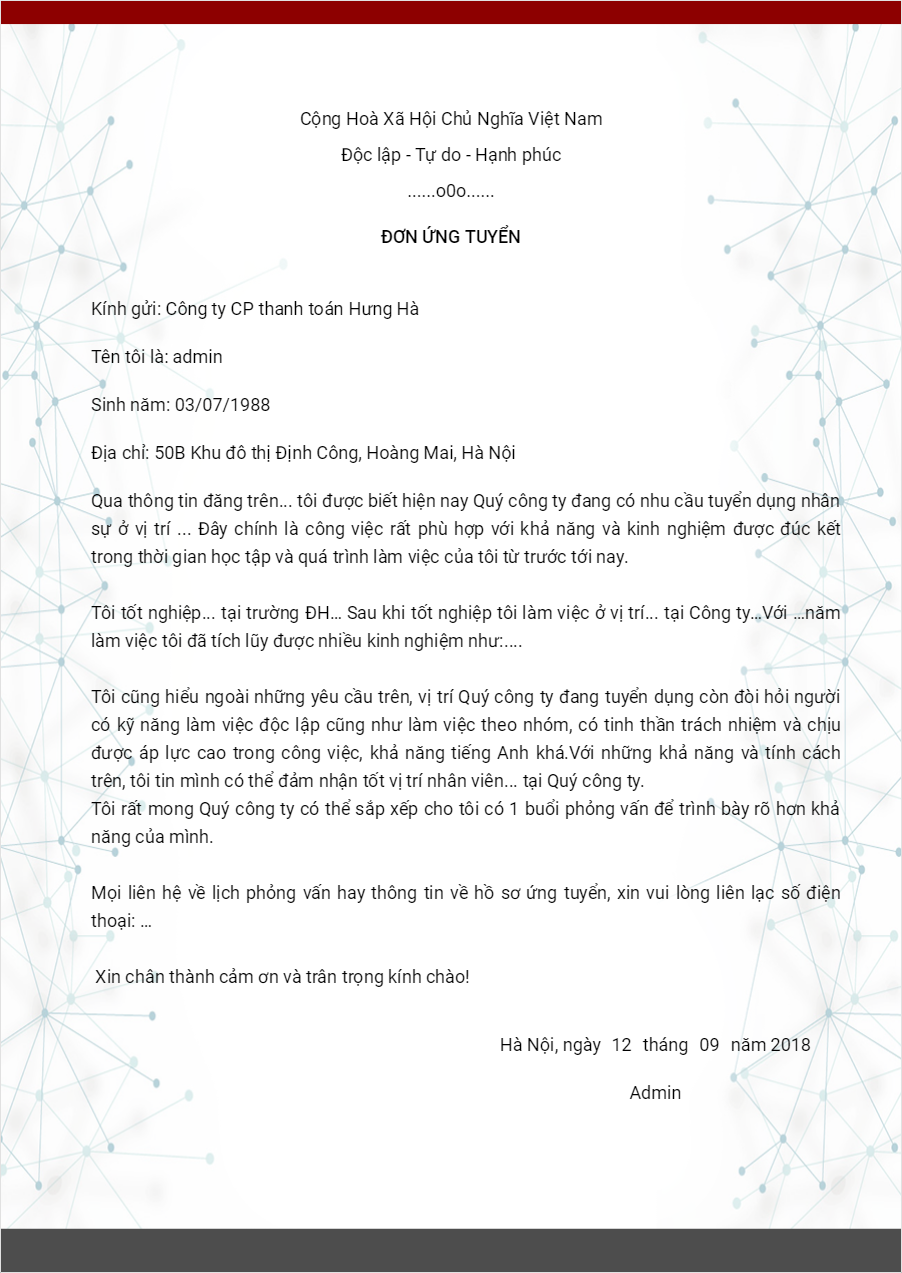 Cộng Hoà Xã Hội Chủ Nghĩa Việt Nam
Độc lập - Tự do - Hạnh phúc
......o0o......
ĐƠN ỨNG TUYỂN
Kính gửi: Công ty CP thanh toán Hưng Hà
Tên tôi là: admin
Sinh năm: 03/07/1988
Địa chỉ: 50B Khu đô thị Định Công, Hoàng Mai, Hà Nội
Qua thông tin đăng trên... tôi được biết hiện nay Quý công ty đang có nhu cầu tuyển dụng nhân
sự ở vị trí ... Đây chính là công việc rất phù hợp với khả năng và kinh nghiệm được đúc kết
trong thời gian học tập và quá trình làm việc của tôi từ trước tới nay.
Tôi tốt nghiệp... tại trường ĐH… Sau khi tốt nghiệp tôi làm việc ở vị trí... tại Công ty…Với …năm
làm việc tôi đã tích lũy được nhiều kinh nghiệm như:....
Tôi cũng hiểu ngoài những yêu cầu trên, vị trí Quý công ty đang tuyển dụng còn đòi hỏi người
có kỹ năng làm việc độc lập cũng như làm việc theo nhóm, có tinh thần trách nhiệm và chịu
được áp lực cao trong công việc, khả năng tiếng Anh khá.Với những khả năng và tính cách
trên, tôi tin mình có thể đảm nhận tốt vị trí nhân viên... tại Quý công ty.
Tôi rất mong Quý công ty có thể sắp xếp cho tôi có 1 buổi phỏng vấn để trình bày rõ hơn khả
năng của mình.
Mọi liên hệ về lịch phỏng vấn hay thông tin về hồ sơ ứng tuyển, xin vui lòng liên lạc số điện
thoại: …
Xin chân thành cảm ơn và trân trọng kính chào!
Hà Nội, ngày 12 tháng 09 năm 2018
Admin